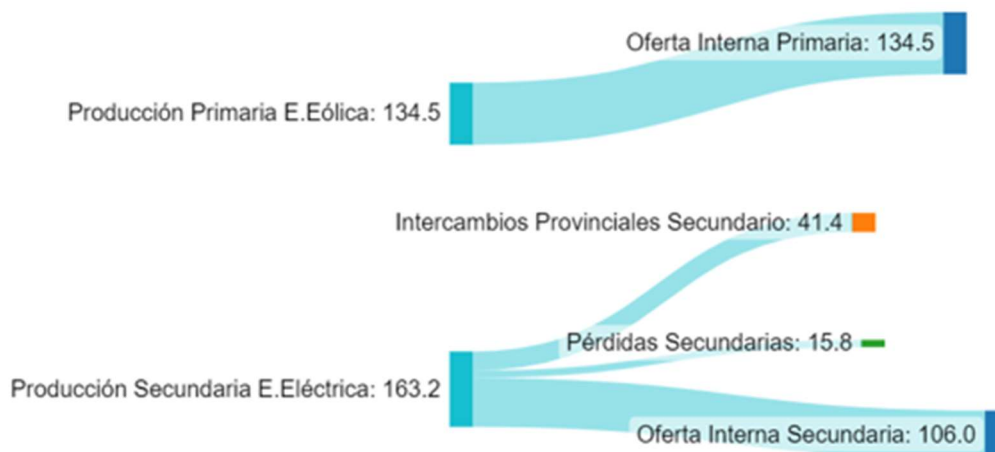 Oferta Interna Primaria: 134.5
Producción Primaria E.Eólica: 134.5
Intercambios Provinciales Secundario: 41.4
Pérdidas Secundarias: 15.8
Producción Secundaria E.Eléctrica: 163.2
Oferta Interna Secundaria: 106.0